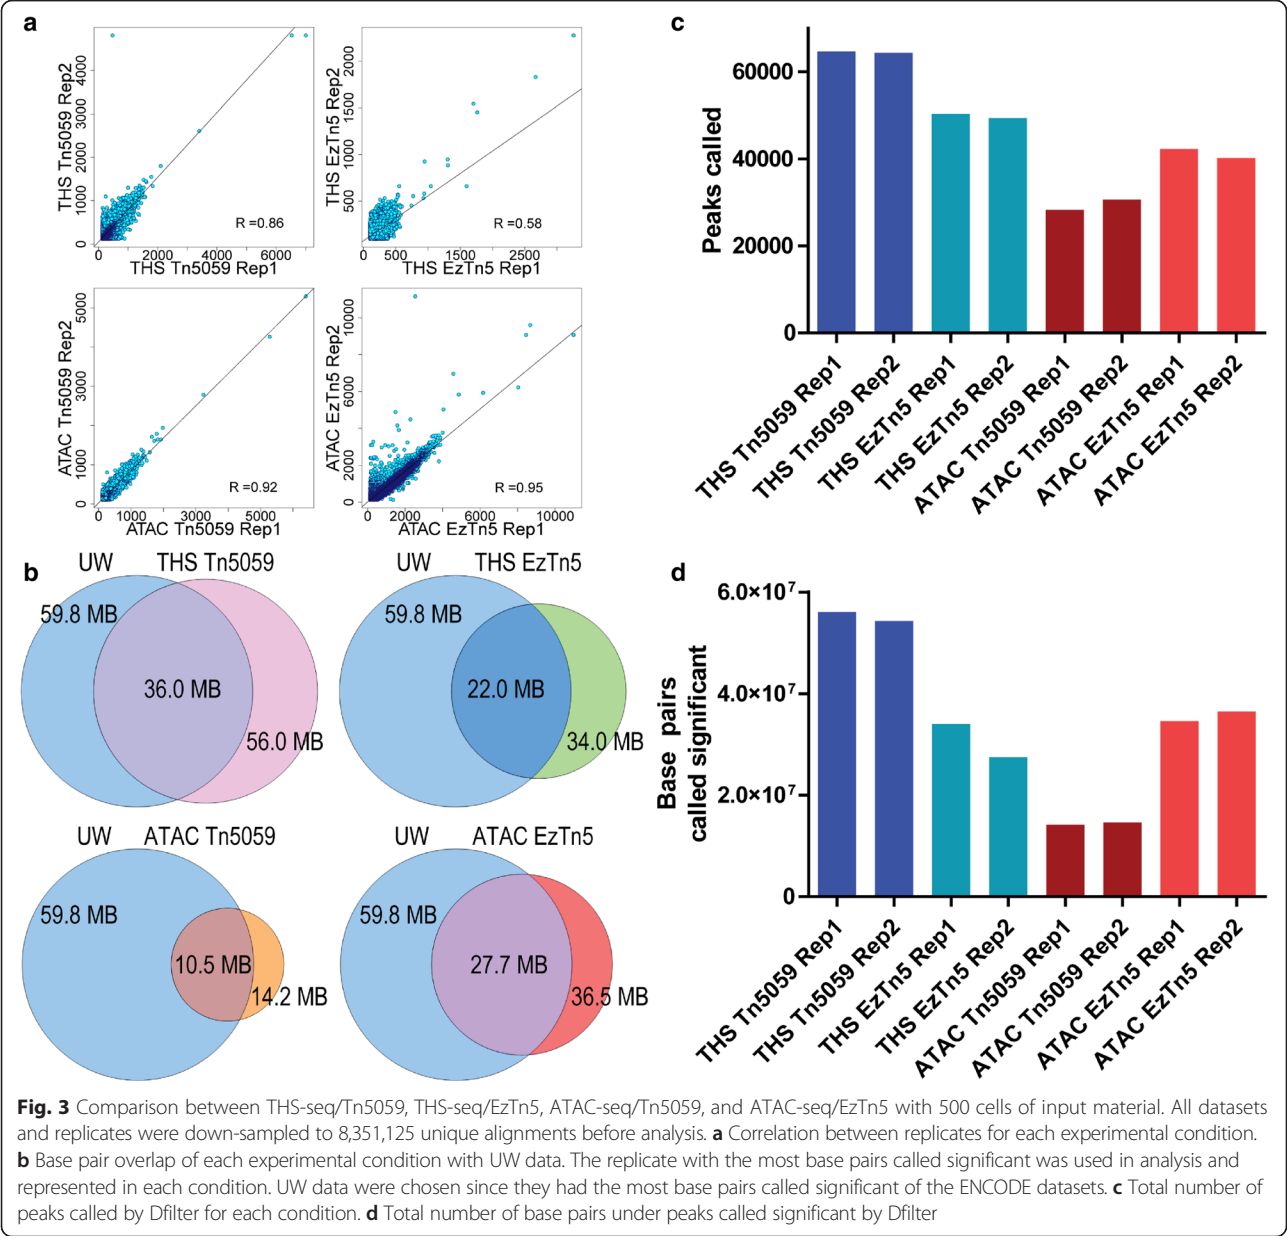 a
THS Tn5059 Rep2
0 1000 2000 3000 4000
R =0.86
0 2000 4000 6000
THS Tn5059 Rep1
THS EzTn5 Rep2
500 1000 1500 2000
R =0.58
0 500 1500 2500
THS EzTn5 Rep1
ATAC Tn5059 Rep2
0 1000 3000 5000
R =0.92
0 1000 3000 5000
ATAC Tn5059 Rep1
ATAC EzTn5 Rep2
0 2000 6000 10000
R =0.95
0 2000 6000 10000
ATAC EzTn5 Rep1
b
UW THS Tn5059
59.8 MB
36.0 MB
56.0 MB
UW THS EzTn5
59.8 MB
22.0 MB
34.0 MB
UW ATAC Tn5059
59.8 MB
10.5 MB
14.2 MB
UW ATAC EzTn5
59.8 MB
27.7 MB
36.5 MB
c
Peaks called
60000
40000
20000
0
THS Tn5059 Rep1
THS Tn5059 Rep2
THS EzTn5 Rep1
THS EzTn5 Rep2
ATAC Tn5059 Rep1
ATAC Tn5059 Rep2
ATAC EzTn5 Rep1
ATAC EzTn5 Rep2
d
Base pairs
called significant
6.0×10⁷
4.0×10⁷
2.0×10⁷
0
THS Tn5059 Rep1
THS Tn5059 Rep2
THS EzTn5 Rep1
THS EzTn5 Rep2
ATAC Tn5059 Rep1
ATAC Tn5059 Rep2
ATAC EzTn5 Rep1
ATAC EzTn5 Rep2
Fig. 3 Comparison between THS-seq/Tn5059, THS-seq/EzTn5, ATAC-seq/Tn5059, and ATAC-seq/EzTn5 with 500 cells of input material. All datasets
and replicates were down-sampled to 8,351,125 unique alignments before analysis. a Correlation between replicates for each experimental condition.
b Base pair overlap of each experimental condition with UW data. The replicate with the most base pairs called significant was used in analysis and
represented in each condition. UW data were chosen since they had the most base pairs called significant of the ENCODE datasets. c Total number of
peaks called by Dfilter for each condition. d Total number of base pairs under peaks called significant by Dfilter